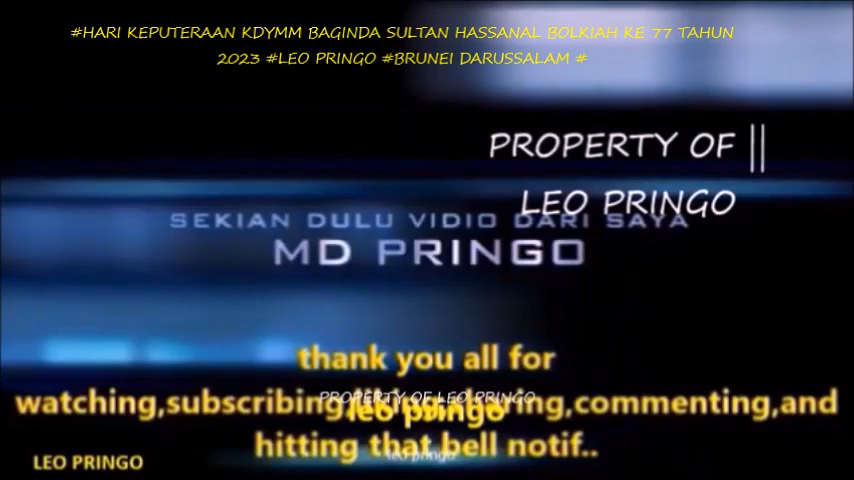 #HARI KEPUTERAAN KDYMM BAGINDA SULTAN HASSANAL BOLKIAH KE 77 TAHUN
2023 #LEO PRINGO #BRUNEI DARUSSALAM #
PROPERTY OF ||
LEO PRINGO
SEKIAN DULU VIDIO DARI SAYA
MD PRINGO
thank you all for
PROPERTY OF LEO PRINGO
watching,subscribing,commenting,and
leo pringo
hitting that bell notif..
leo pringo
LEO PRINGO